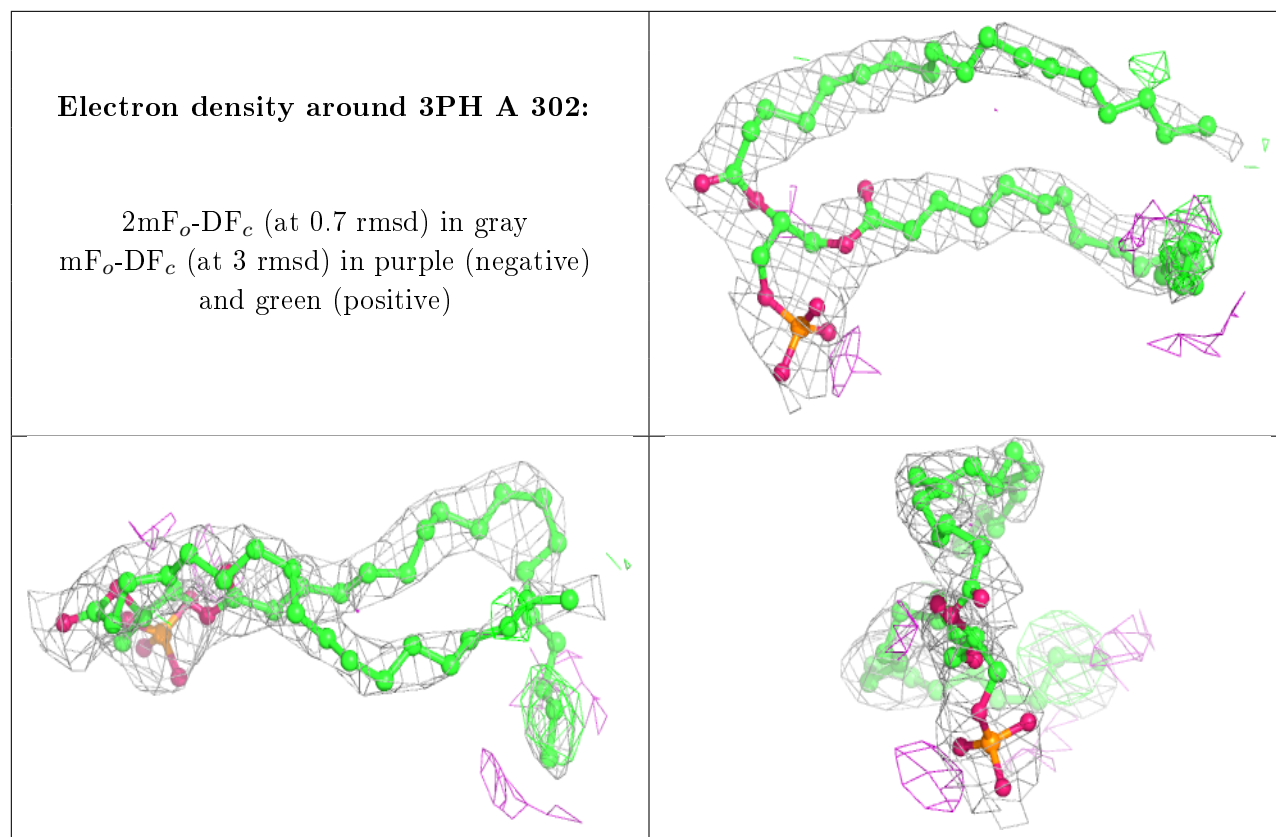 Electron density around 3PH A 302:
2mFo-DFc (at 0.7 rmsd) in gray
mFo-DFc (at 3 rmsd) in purple (negative)
and green (positive)